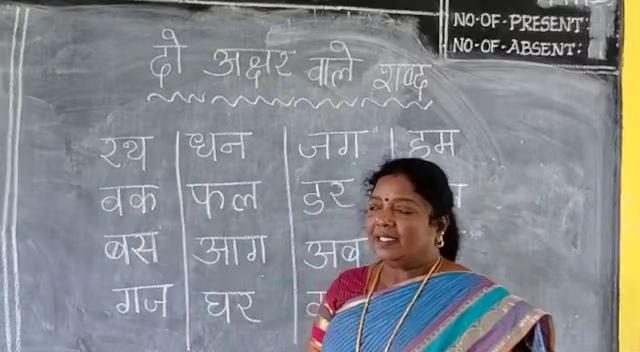 NO-OF-PRESENT:
NO-OF-ABSENT:
दो अक्षर वाले शब्द
रथ धन जग हम
वक फल डर
बस आग अब
गज घर